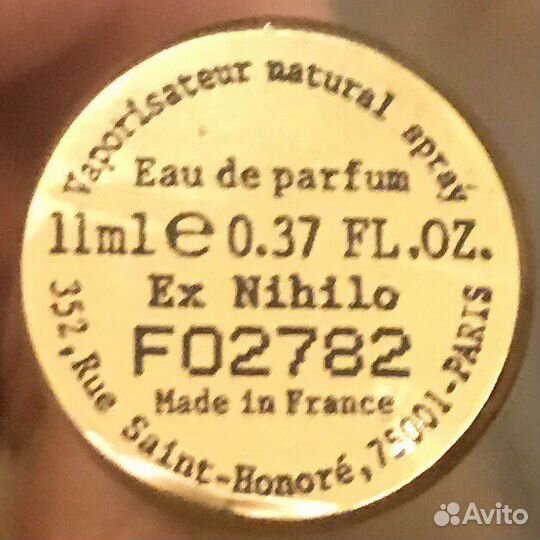 Vaporisateur natural spray
Eau de parfum
11ml℮ 0.37 FL.OZ.
Ex Nihilo
F02782
Made in France
352, Rue Saint-Honoré, 75001-PARIS
Avito